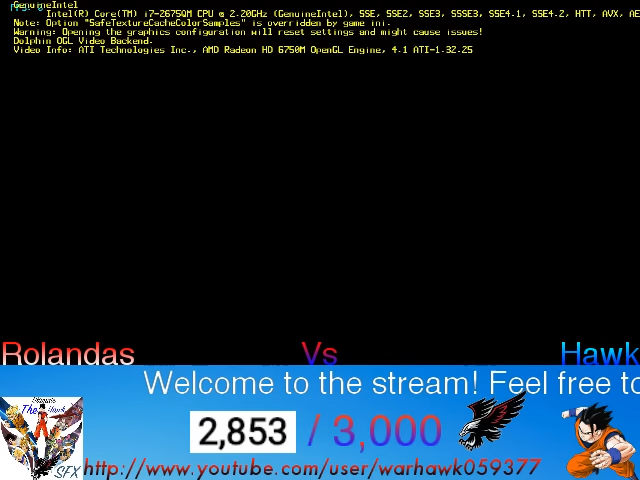 GenuineIntel
Intel(R) Core(TM) i7-2675QM CPU @ 2.20GHz (GenuineIntel), SSE, SSE2, SSE3, SSSE3, SSE4.1, SSE4.2, HTT, AVX, AE
Note: Option "SafeTextureCacheColorSamples" is overridden by game ini.
Warning: Opening the graphics configuration will reset settings and might cause issues!
Dolphin OGL Video Backend.
Video Info: ATI Technologies Inc., AMD Radeon HD 6750M OpenGL Engine, 4.1 ATI-1.32.25
Rolandas Vs Hawk
Welcome to the stream! Feel free to
The Hawk
2,853 / 3,000
SFX
http://www.youtube.com/user/warhawk059377